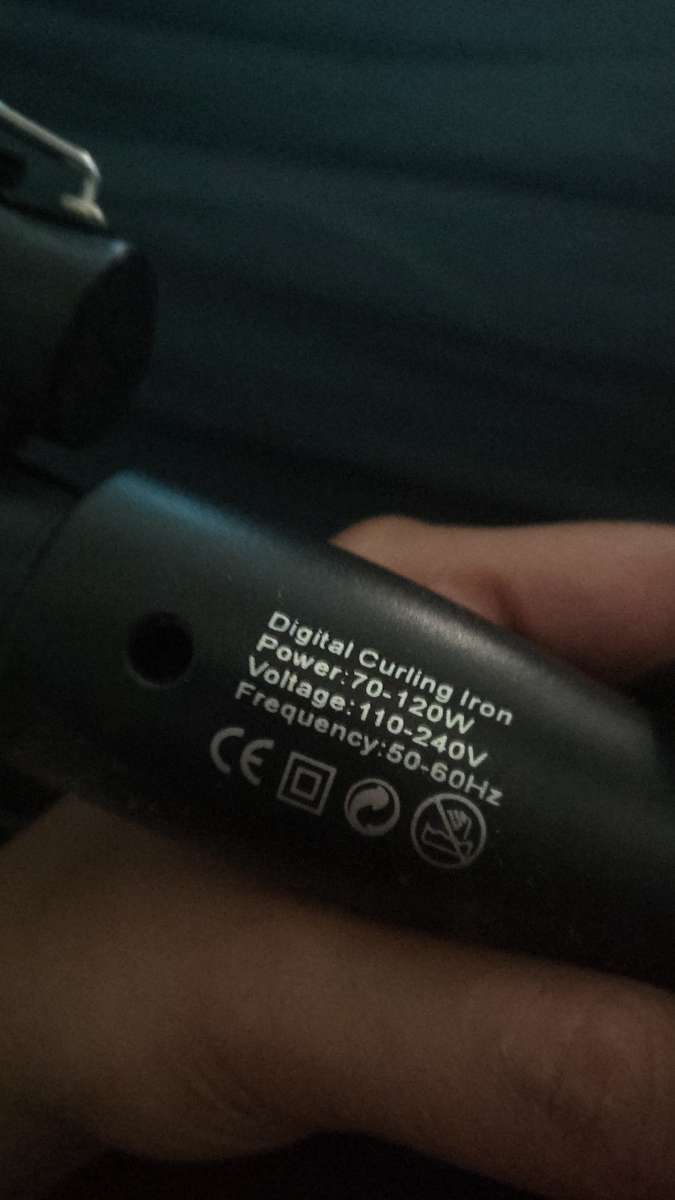 Digital Curling Iron
Power:70-120W
Voltage:110-240V
Frequency:50-60Hz
CE